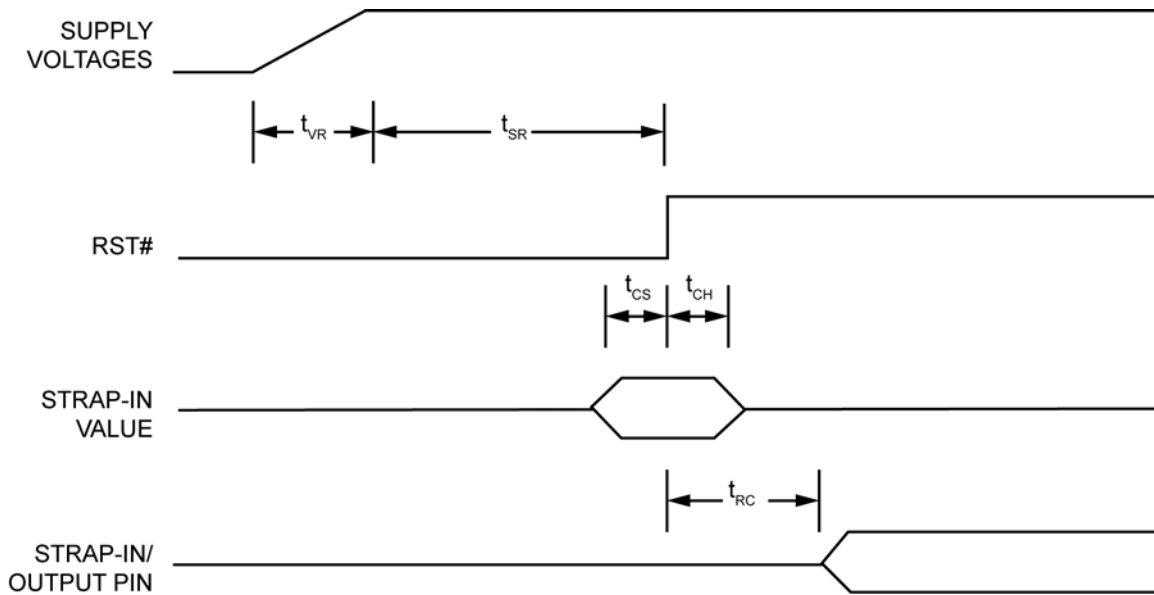 SUPPLY
VOLTAGES
tVR
tSR
RST#
tCS
tCH
STRAP-IN
VALUE
tRC
STRAP-IN/
OUTPUT PIN